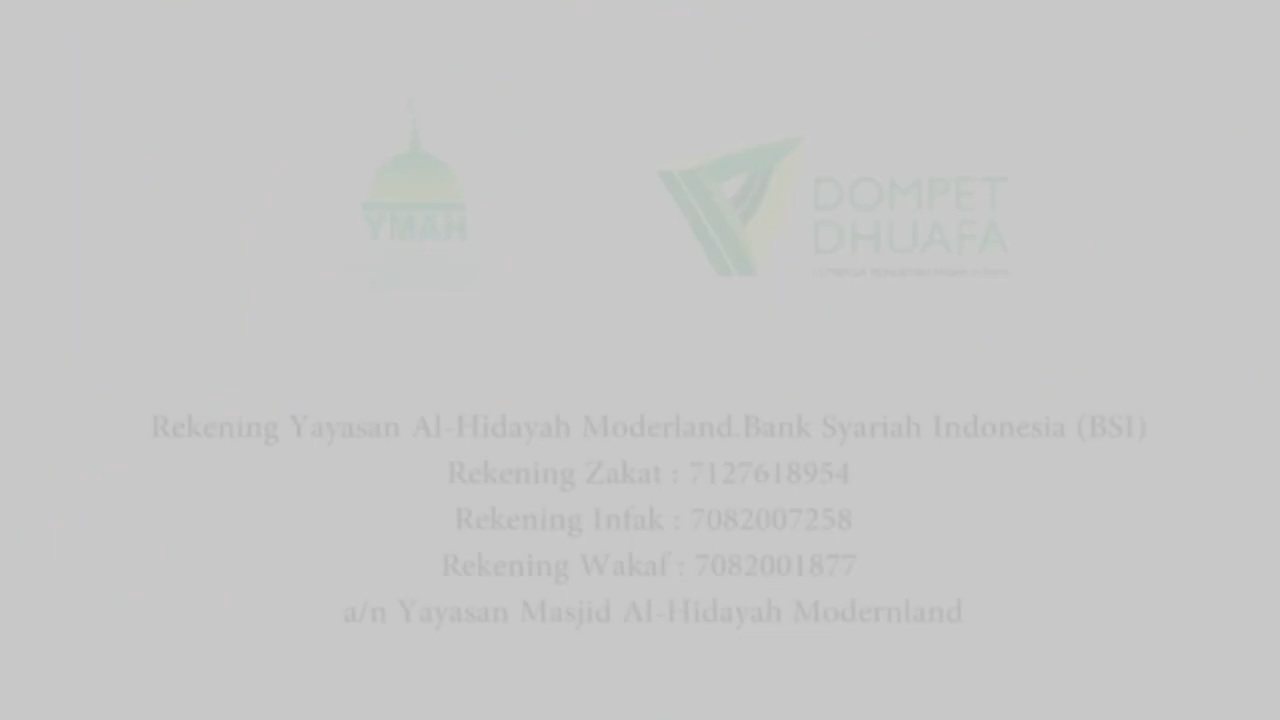 YMAH
DOMPET
DHUAFA
Rekening Yayasan Al-Hidayah Moderland.Bank Syariah Indonesia (BSI)
Rekening Zakat : 7127618954
Rekening Infak : 7082007258
Rekening Wakaf : 7082001877
a/n Yayasan Masjid Al-Hidayah Modernland